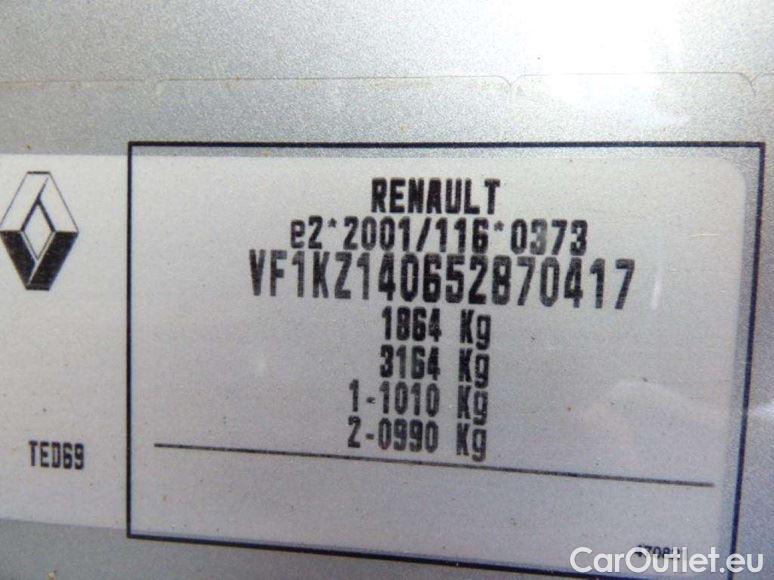 RENAULT
e2*2001/116*0373
VF1KZ140652870417
1864 Kg
3164 Kg
1-1010 Kg
2-0990 Kg
TED69
CarOutlet.eu